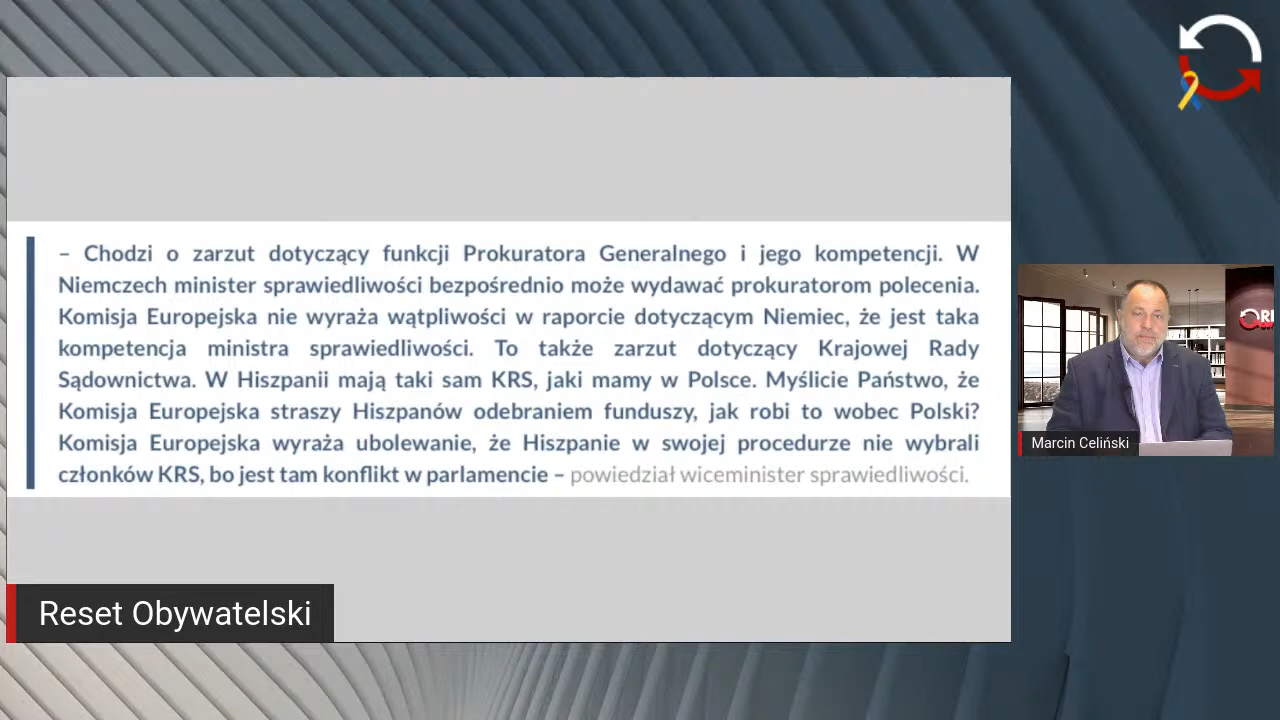 – Chodzi o zarzut dotyczący funkcji Prokuratora Generalnego i jego kompetencji. W
Niemczech minister sprawiedliwości bezpośrednio może wydawać prokuratorom polecenia.
Komisja Europejska nie wyraża wątpliwości w raporcie dotyczącym Niemiec, że jest taka
kompetencja ministra sprawiedliwości. To także zarzut dotyczący Krajowej Rady
Sądownictwa. W Hiszpanii mają taki sam KRS, jaki mamy w Polsce. Myślicie Państwo, że
Komisja Europejska straszy Hiszpanów odebraniem funduszy, jak robi to wobec Polski?
Komisja Europejska wyraża ubolewanie, że Hiszpanie w swojej procedurze nie wybrali
członków KRS, bo jest tam konflikt w parlamencie – powiedział wiceminister sprawiedliwości.
Marcin Celiński
Reset Obywatelski